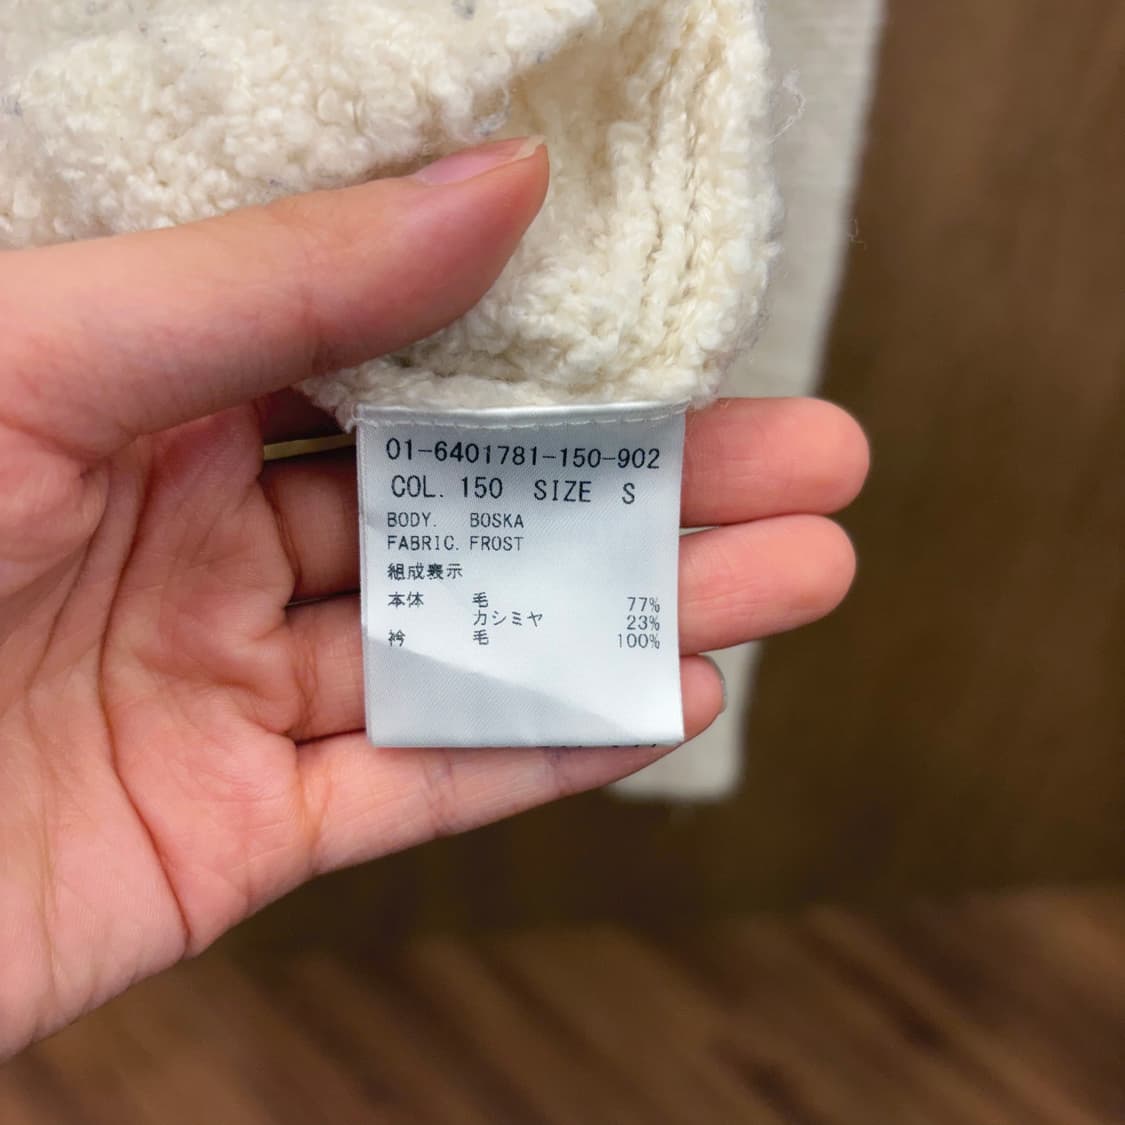 01-6401781-150-902
COL. 150 SIZE S
BODY. BOSKA
FABRIC. FROST
組成表示
本体 毛 77%
カシミヤ 23%
衿 毛 100%